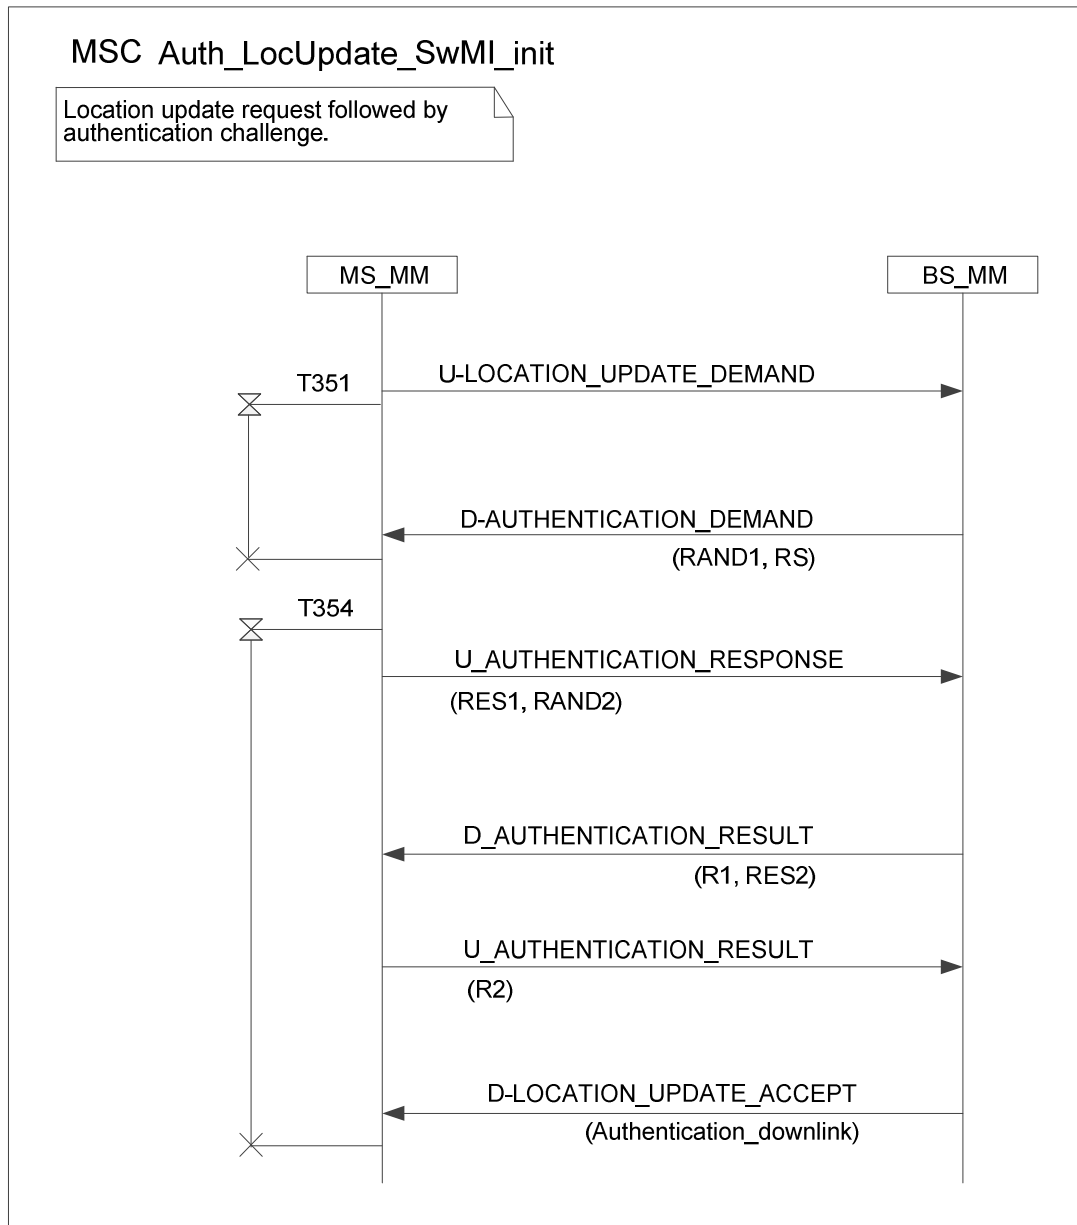 MSC Auth_LocUpdate_SwMI_init
Location update request followed by
authentication challenge.
MS_MM
BS_MM
U-LOCATION_UPDATE_DEMAND
T351
D-AUTHENTICATION_DEMAND
(RAND1, RS)
T354
U_AUTHENTICATION_RESPONSE
(RES1, RAND2)
D_AUTHENTICATION_RESULT
(R1, RES2)
U_AUTHENTICATION_RESULT
(R2)
D-LOCATION_UPDATE_ACCEPT
(Authentication_downlink)